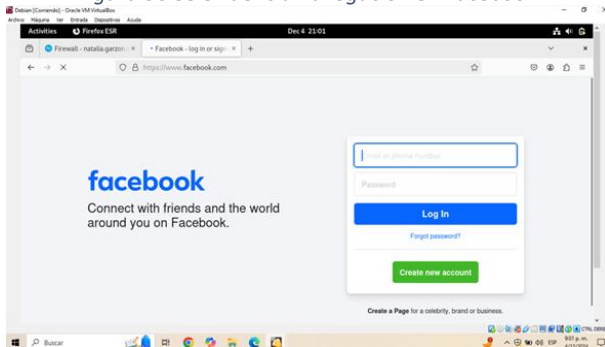 Debian [Corriendo] - Oracle VM VirtualBox
Archivo Máquina Ver Entrada Dispositivos Ayuda
Activities Firefox ESR Dec 4 21:01
Firewall - natalia.garzon
Facebook - log in or sign
https://www.facebook.com
Email or phone number
facebook
Password
Connect with friends and the world
around you on Facebook.
Log In
Forgot password?
Create new account
Create a Page for a celebrity, brand or business.
Buscar
ESP
9:01 p. m.